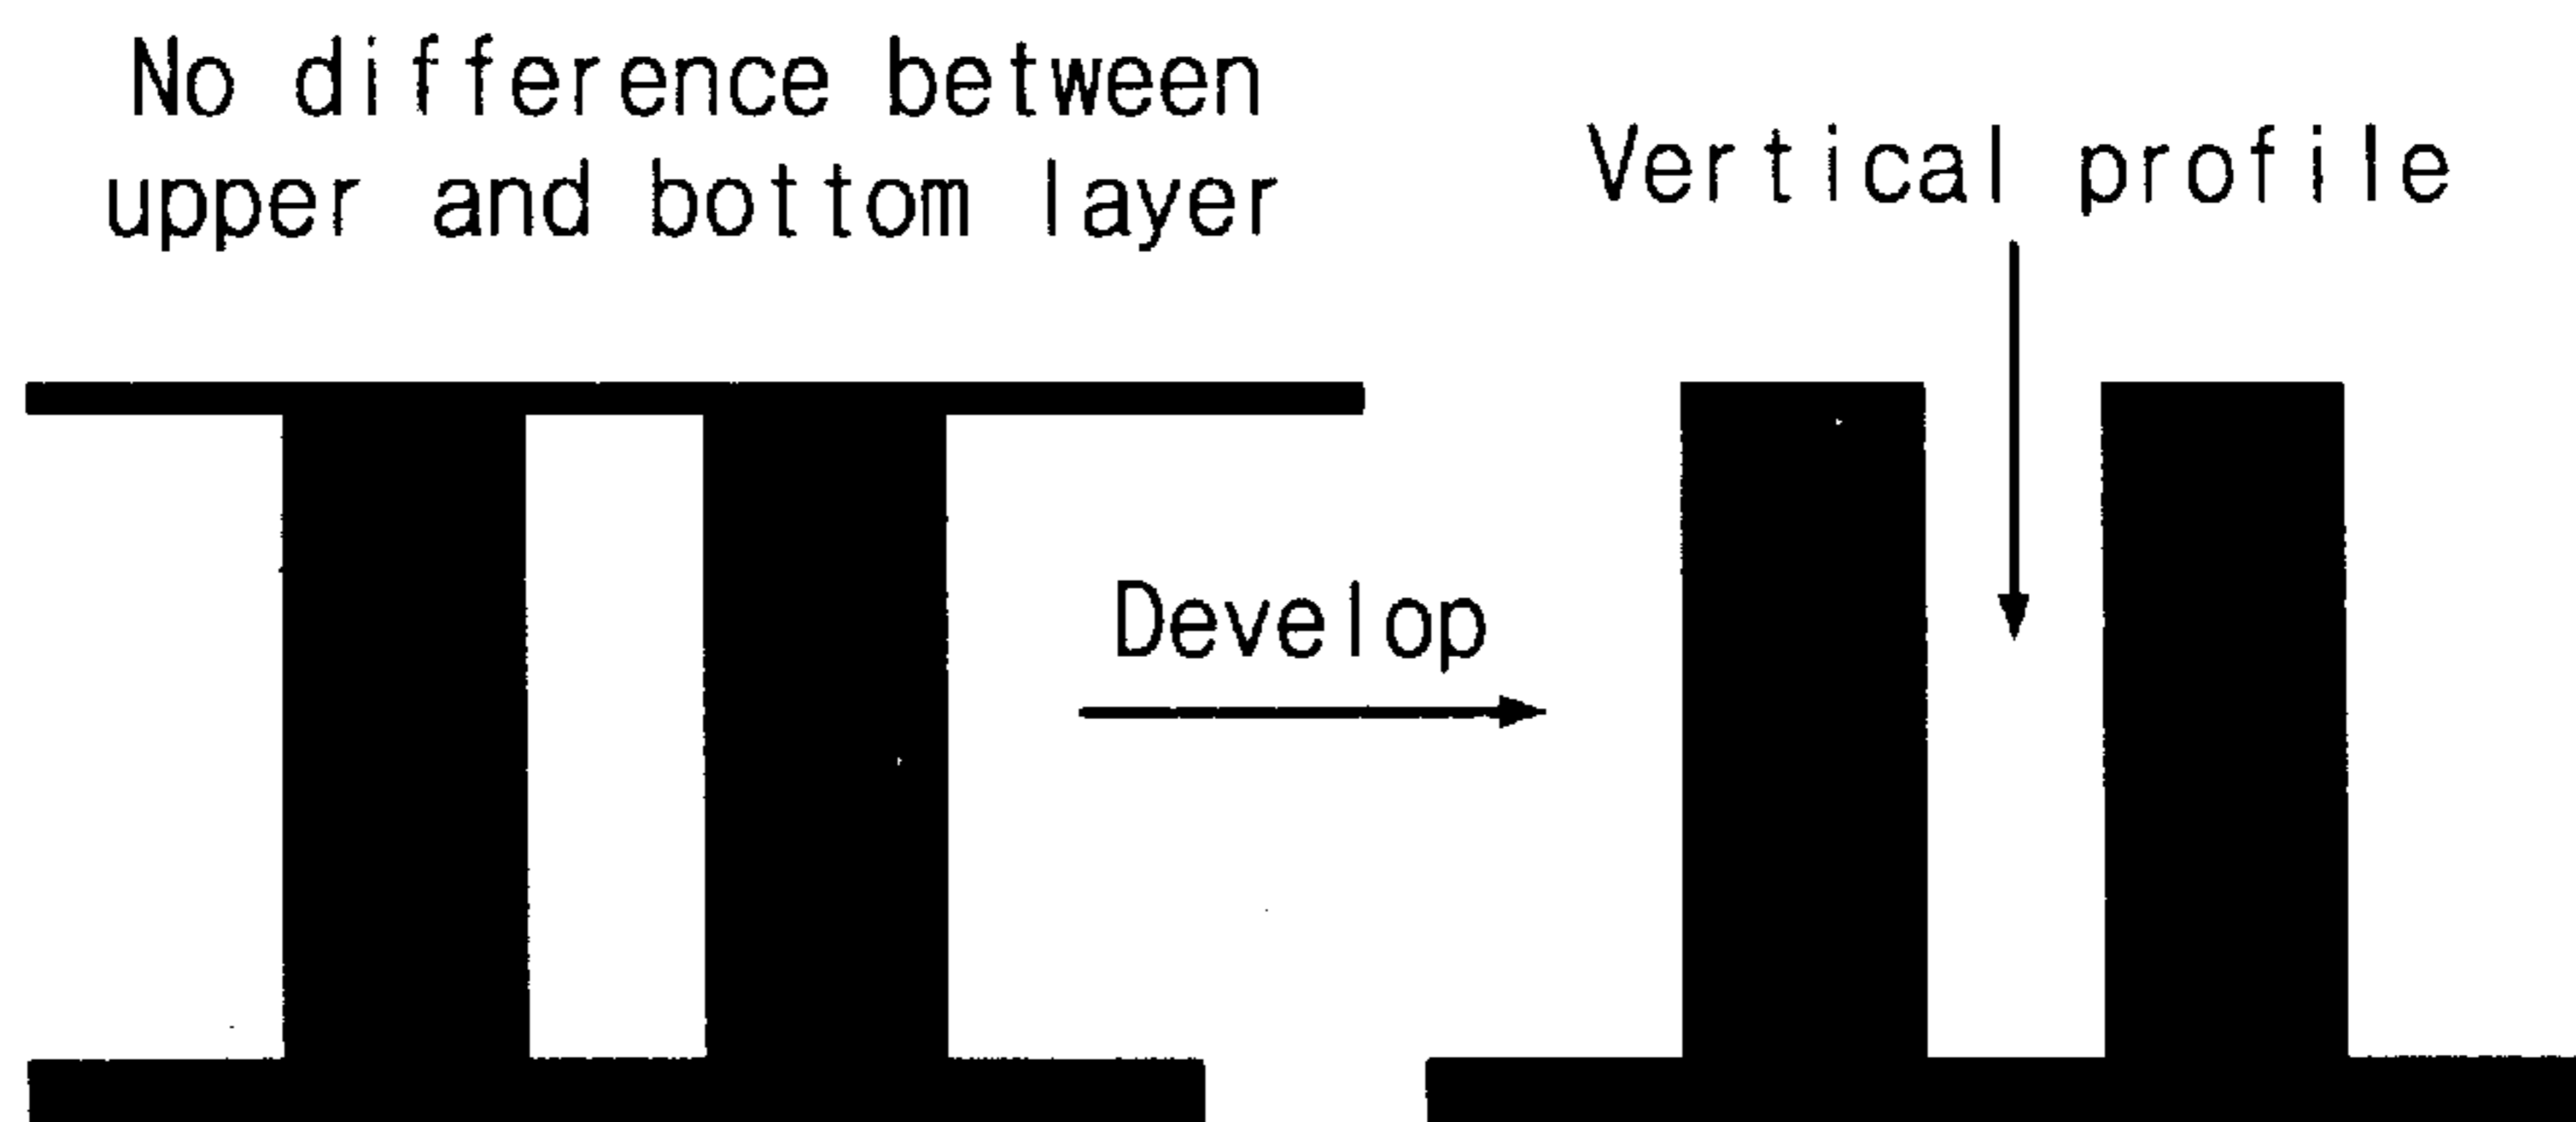 No difference between
upper and bottom layer
Vertical profile
Develop